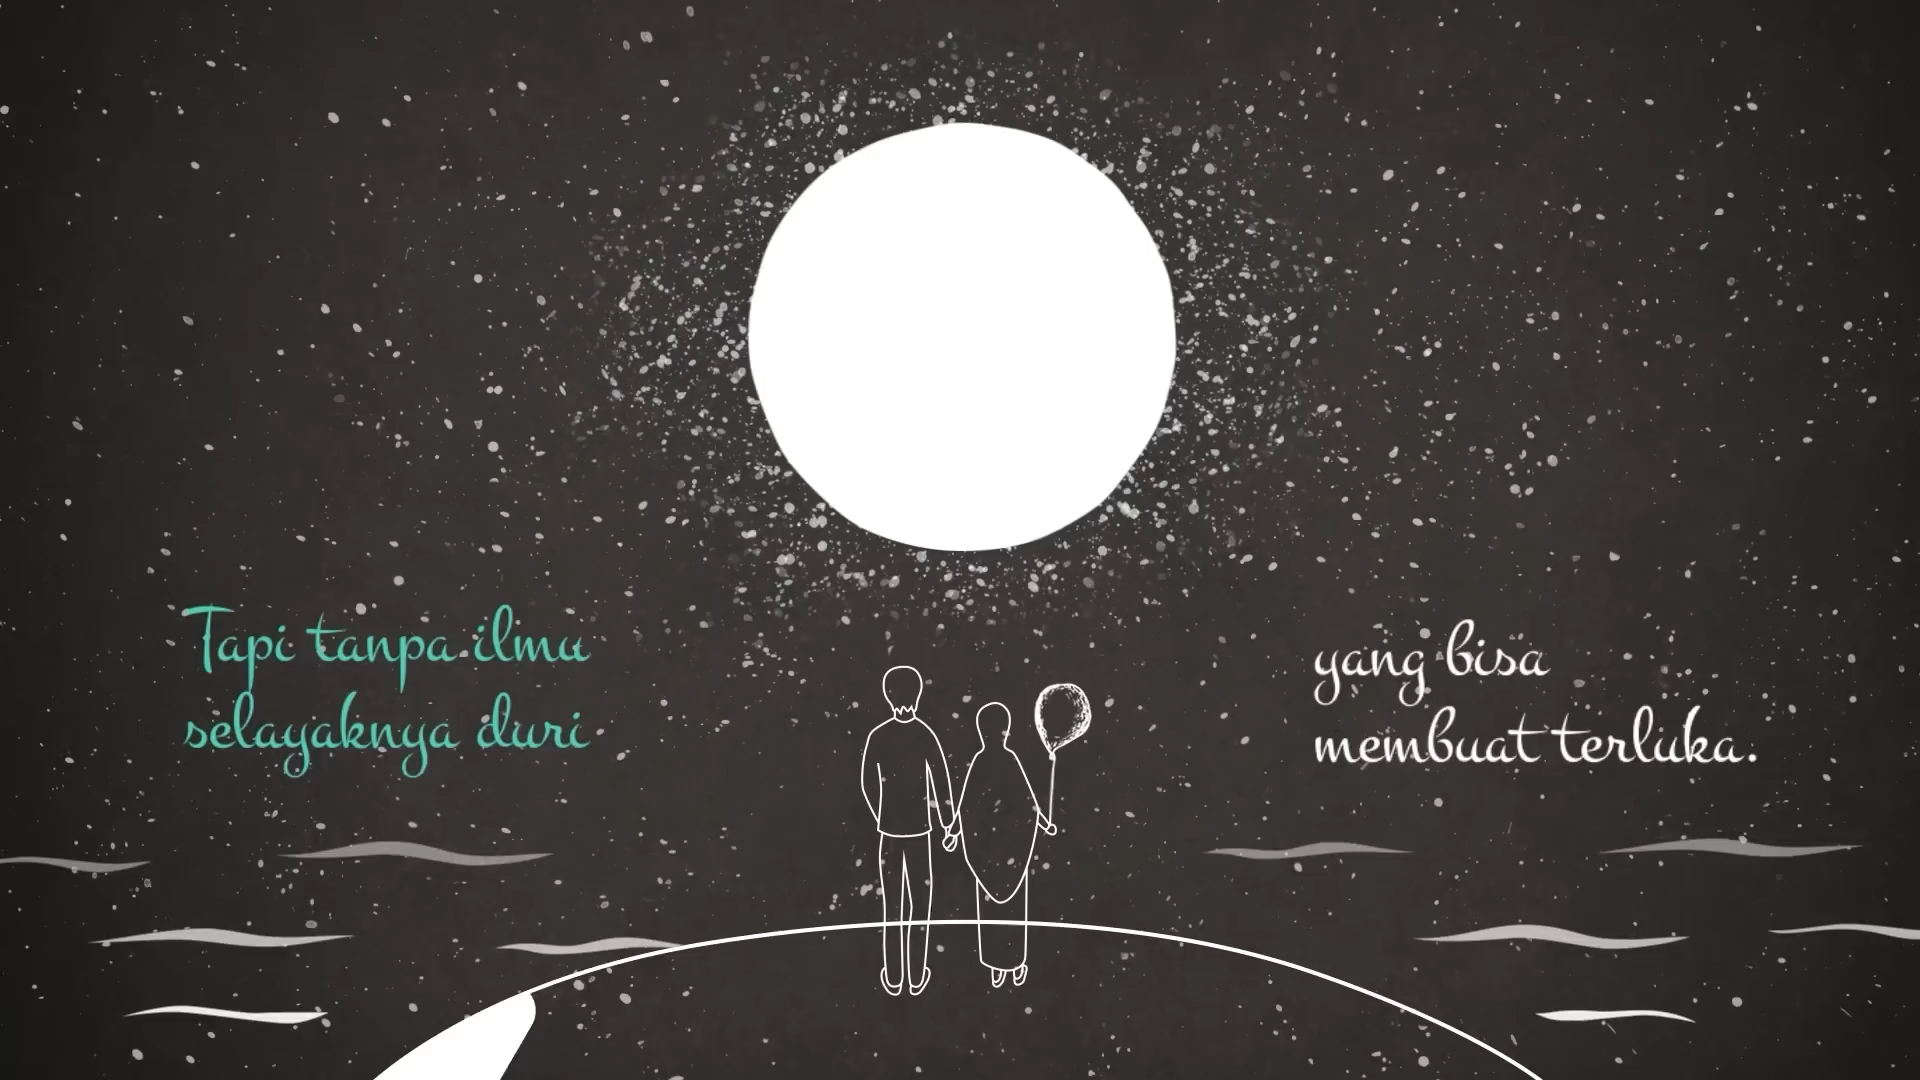 Tapi tanpa ilmu
selayaknya duri
yang bisa
membuat terluka.